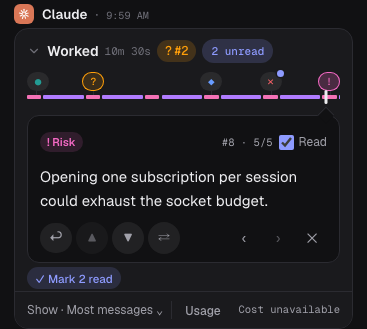 Claude · 9:59 AM
Worked 10m 30s ? #2 2 unread
? !
! Risk #8 · 5/5 Read
Opening one subscription per session
could exhaust the socket budget.
✓ Mark 2 read
Show · Most messages Usage Cost unavailable